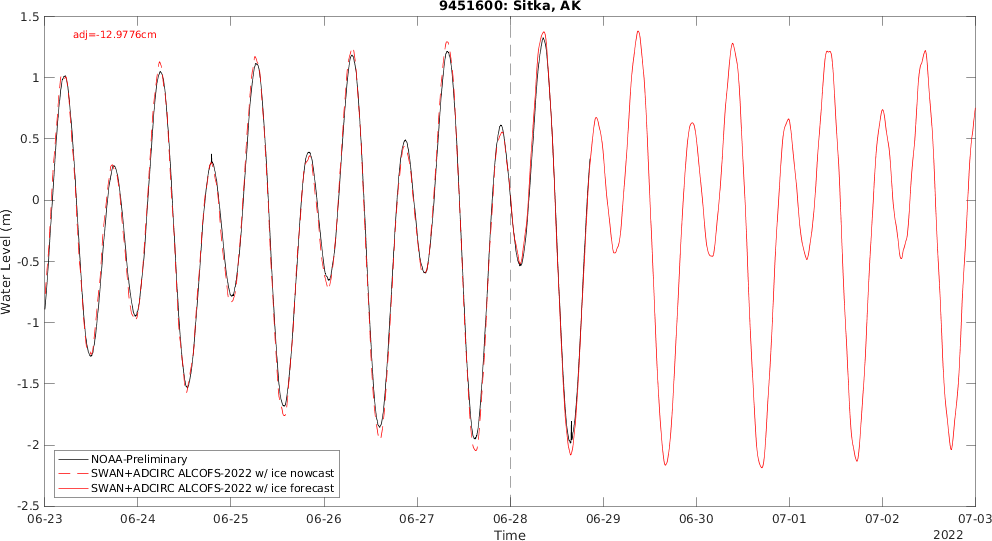 9451600: Sitka, AK
adj=-12.9776cm
1.5
1
0.5
0
-0.5
-1
-1.5
-2
-2.5
Water Level (m)
NOAA-Preliminary
SWAN+ADCIRC ALCOFS-2022 w/ ice nowcast
SWAN+ADCIRC ALCOFS-2022 w/ ice forecast
06-23 06-24 06-25 06-26 06-27 06-28 06-29 06-30 07-01 07-02 07-03
Time
2022